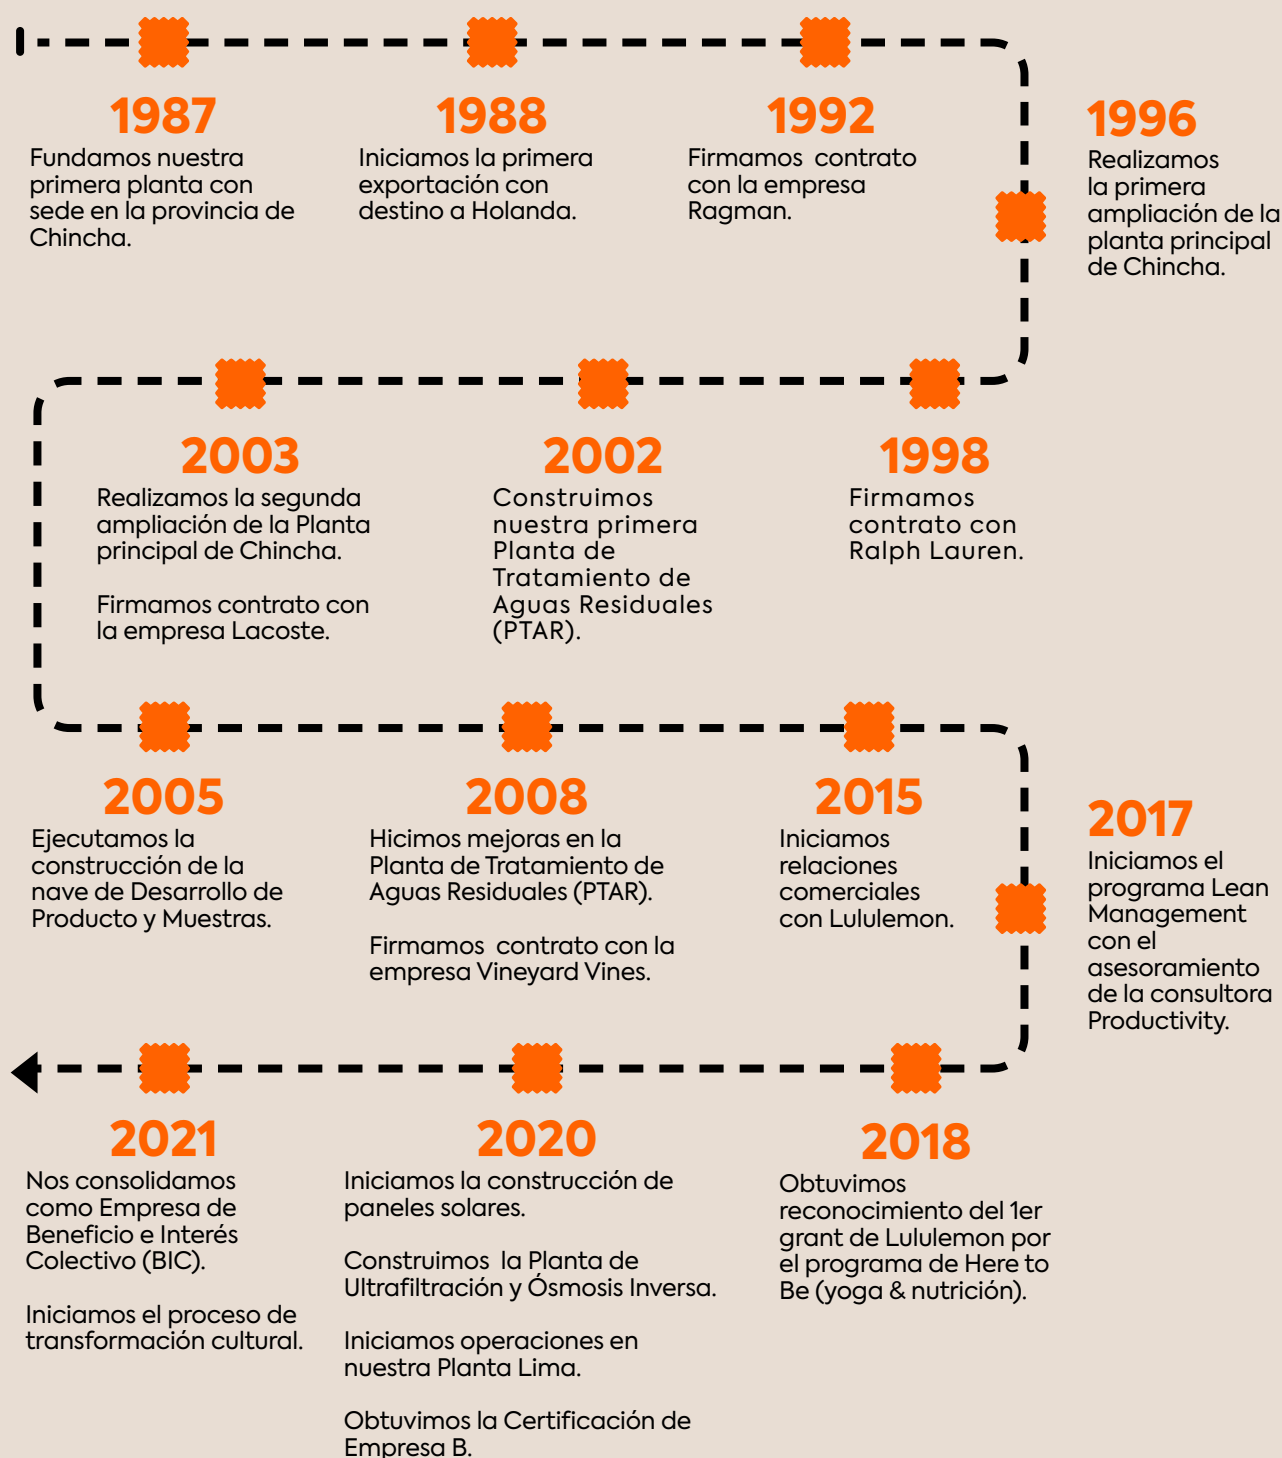 1987
Fundamos nuestra
primera planta con
sede en la provincia de
Chincha.
1988
Iniciamos la primera
exportación con
destino a Holanda.
1992
Firmamos contrato
con la empresa
Ragman.
1996
Realizamos
la primera
ampliación de la
planta principal
de Chincha.
1998
Firmamos
contrato con
Ralph Lauren.
2002
Construimos
nuestra primera
Planta de
Tratamiento de
Aguas Residuales
(PTAR).
2003
Realizamos la segunda
ampliación de la Planta
principal de Chincha.
Firmamos contrato con
la empresa Lacoste.
2005
Ejecutamos la
construcción de la
nave de Desarrollo de
Producto y Muestras.
2008
Hicimos mejoras en la
Planta de Tratamiento de
Aguas Residuales (PTAR).
Firmamos contrato con la
empresa Vineyard Vines.
2015
Iniciamos
relaciones
comerciales
con Lululemon.
2017
Iniciamos el
programa Lean
Management
con el
asesoramiento
de la consultora
Productivity.
2018
Obtuvimos
reconocimiento del 1er
grant de Lululemon por
el programa de Here to
Be (yoga & nutrición).
2020
Iniciamos la construcción de
paneles solares.
Construimos la Planta de
Ultrafiltración y Ósmosis Inversa.
Iniciamos operaciones en
nuestra Planta Lima.
Obtuvimos la Certificación de
Empresa B.
2021
Nos consolidamos
como Empresa de
Beneficio e Interés
Colectivo (BIC).
Iniciamos el proceso de
transformación cultural.